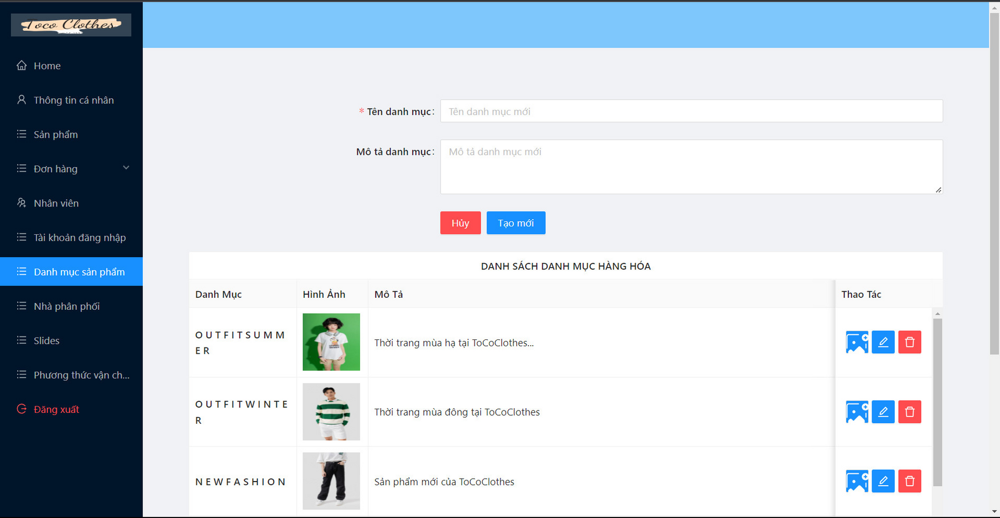 Toco Clothes
Home
Thông tin cá nhân
Sản phẩm
Đơn hàng
Nhân viên
Tài khoản đăng nhập
Danh mục sản phẩm
Nhà phân phối
Slides
Phương thức vận ch...
Đăng xuất
* Tên danh mục:
Tên danh mục mới
Mô tả danh mục:
Mô tả danh mục mới
Hủy
Tạo mới
DANH SÁCH DANH MỤC HÀNG HÓA
Danh Mục
Hình Ảnh
Mô Tả
Thao Tác
OUTFITSUMM
ER
Thời trang mùa hạ tại ToCoClothes...
OUTFITWINTE
R
Thời trang mùa đông tại ToCoClothes
NEWFASHION
Sản phẩm mới của ToCoClothes